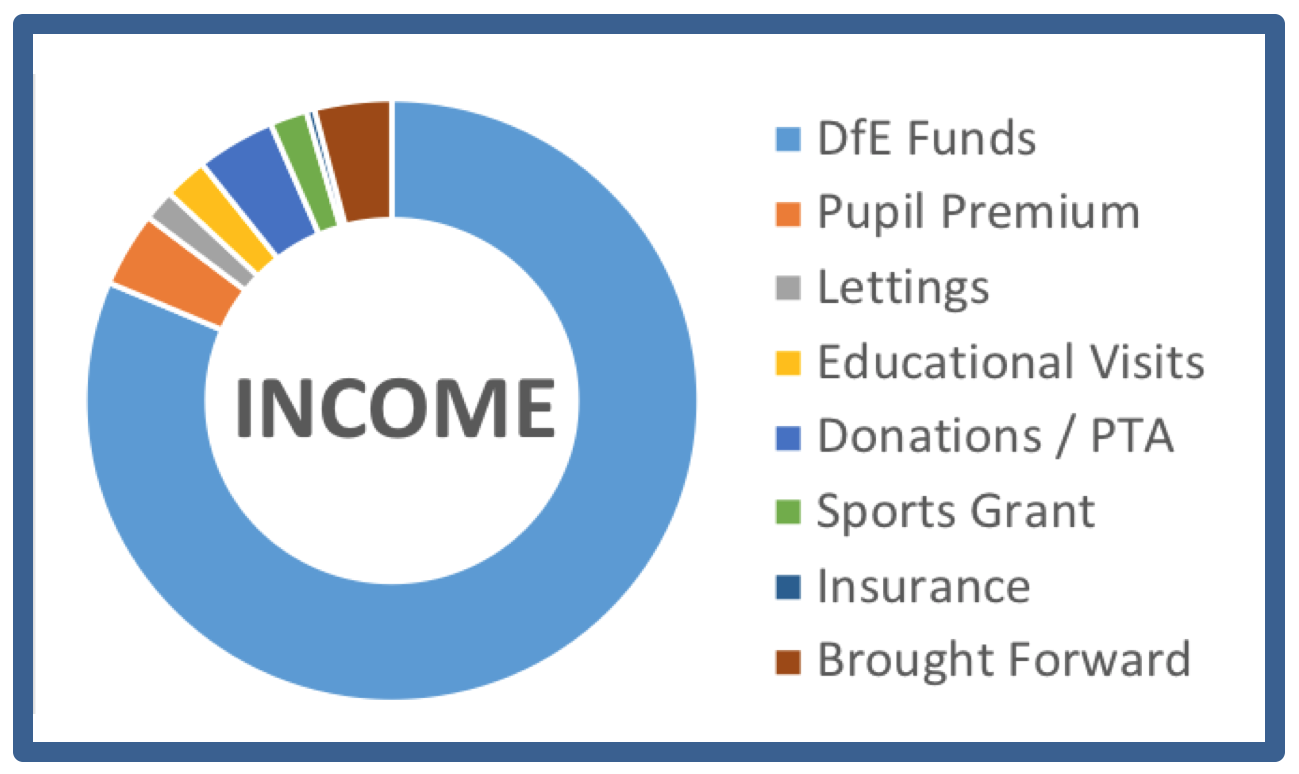 INCOME
DfE Funds
Pupil Premium
Lettings
Educational Visits
Donations / PTA
Sports Grant
Insurance
Brought Forward